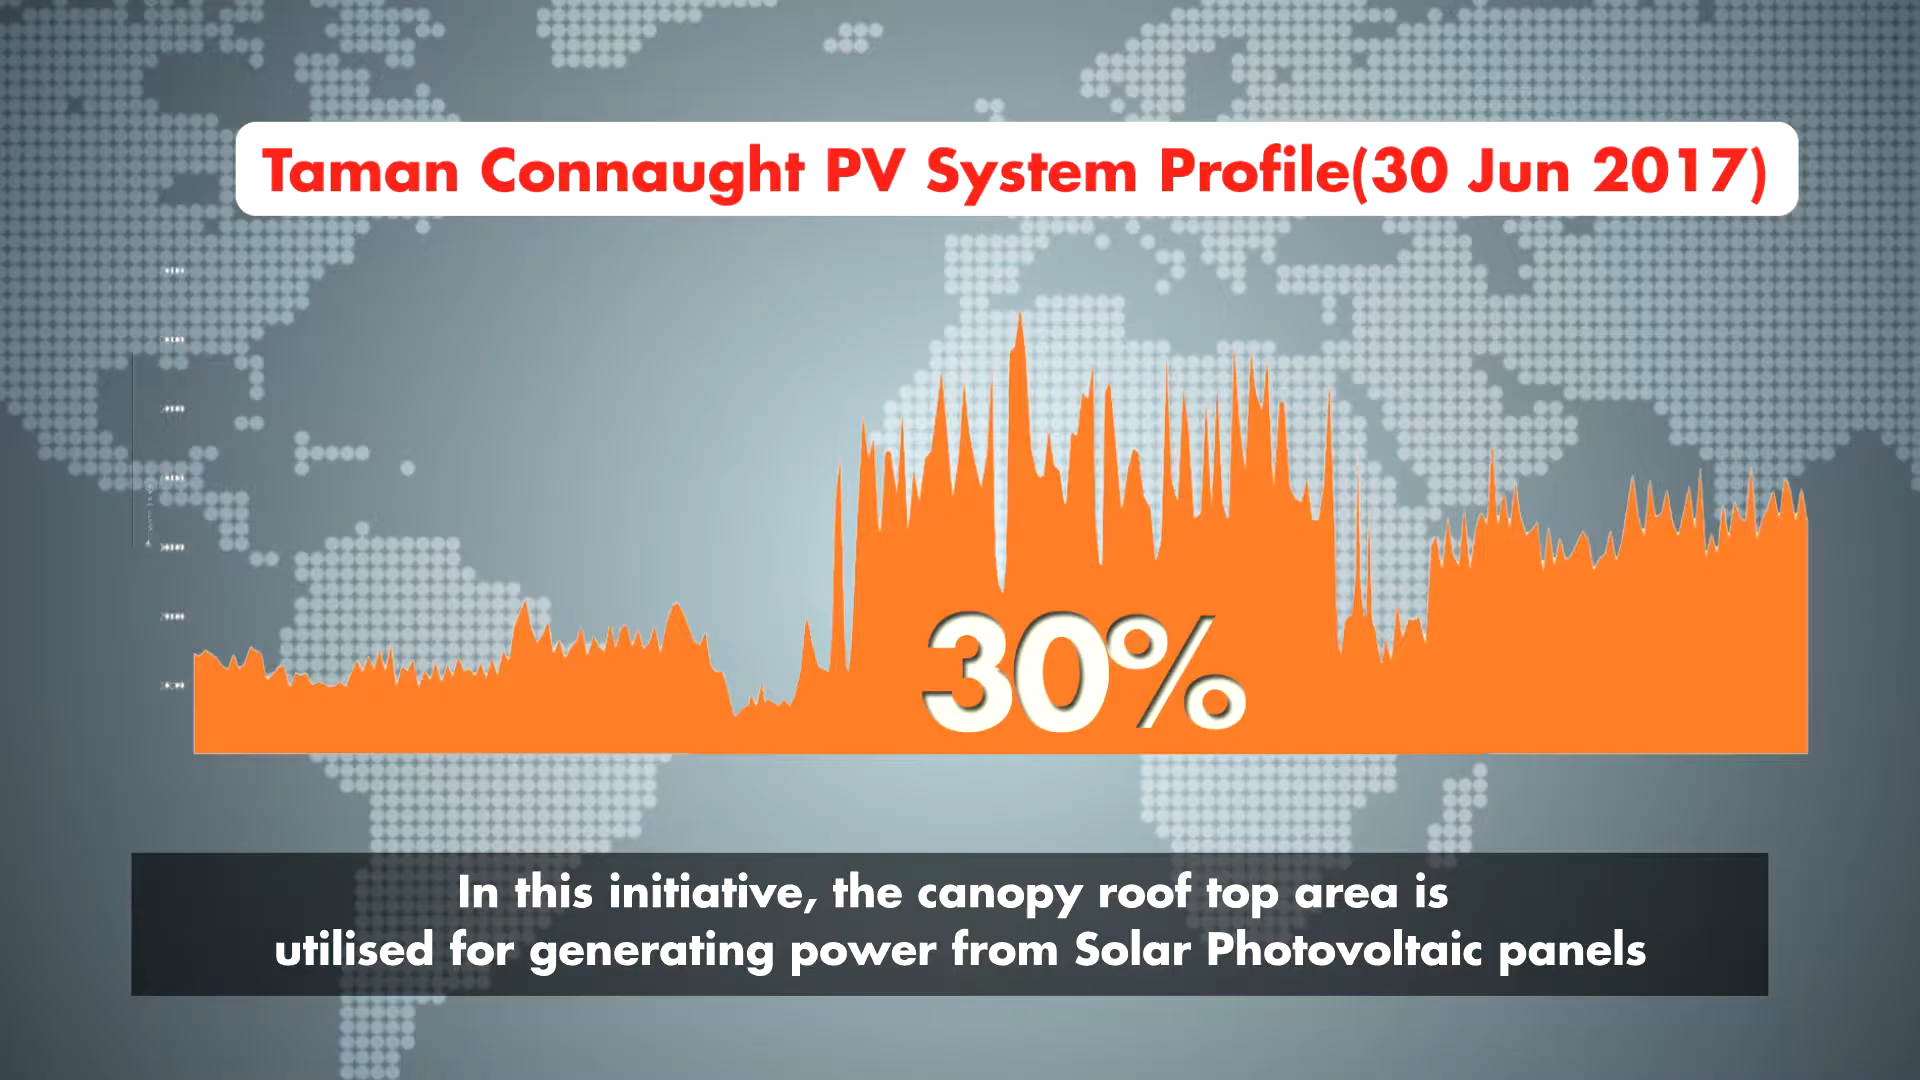 Taman Connaught PV System Profile(30 Jun 2017)
30%
In this initiative, the canopy roof top area is
utilised for generating power from Solar Photovoltaic panels